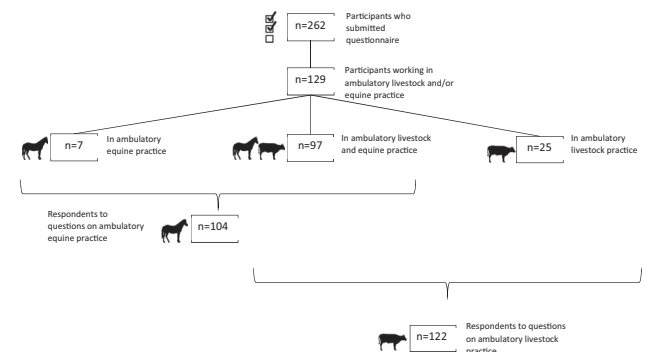 n=262
Participants who
submitted
questionnaire
n=129
Participants working in
ambulatory livestock and/or
equine practice
n=7
In ambulatory
equine practice
n=97
In ambulatory livestock
and equine practice
n=25
In ambulatory
livestock practice
Respondents to
questions on ambulatory
equine practice
n=104
n=122
Respondents to questions
on ambulatory livestock
practice